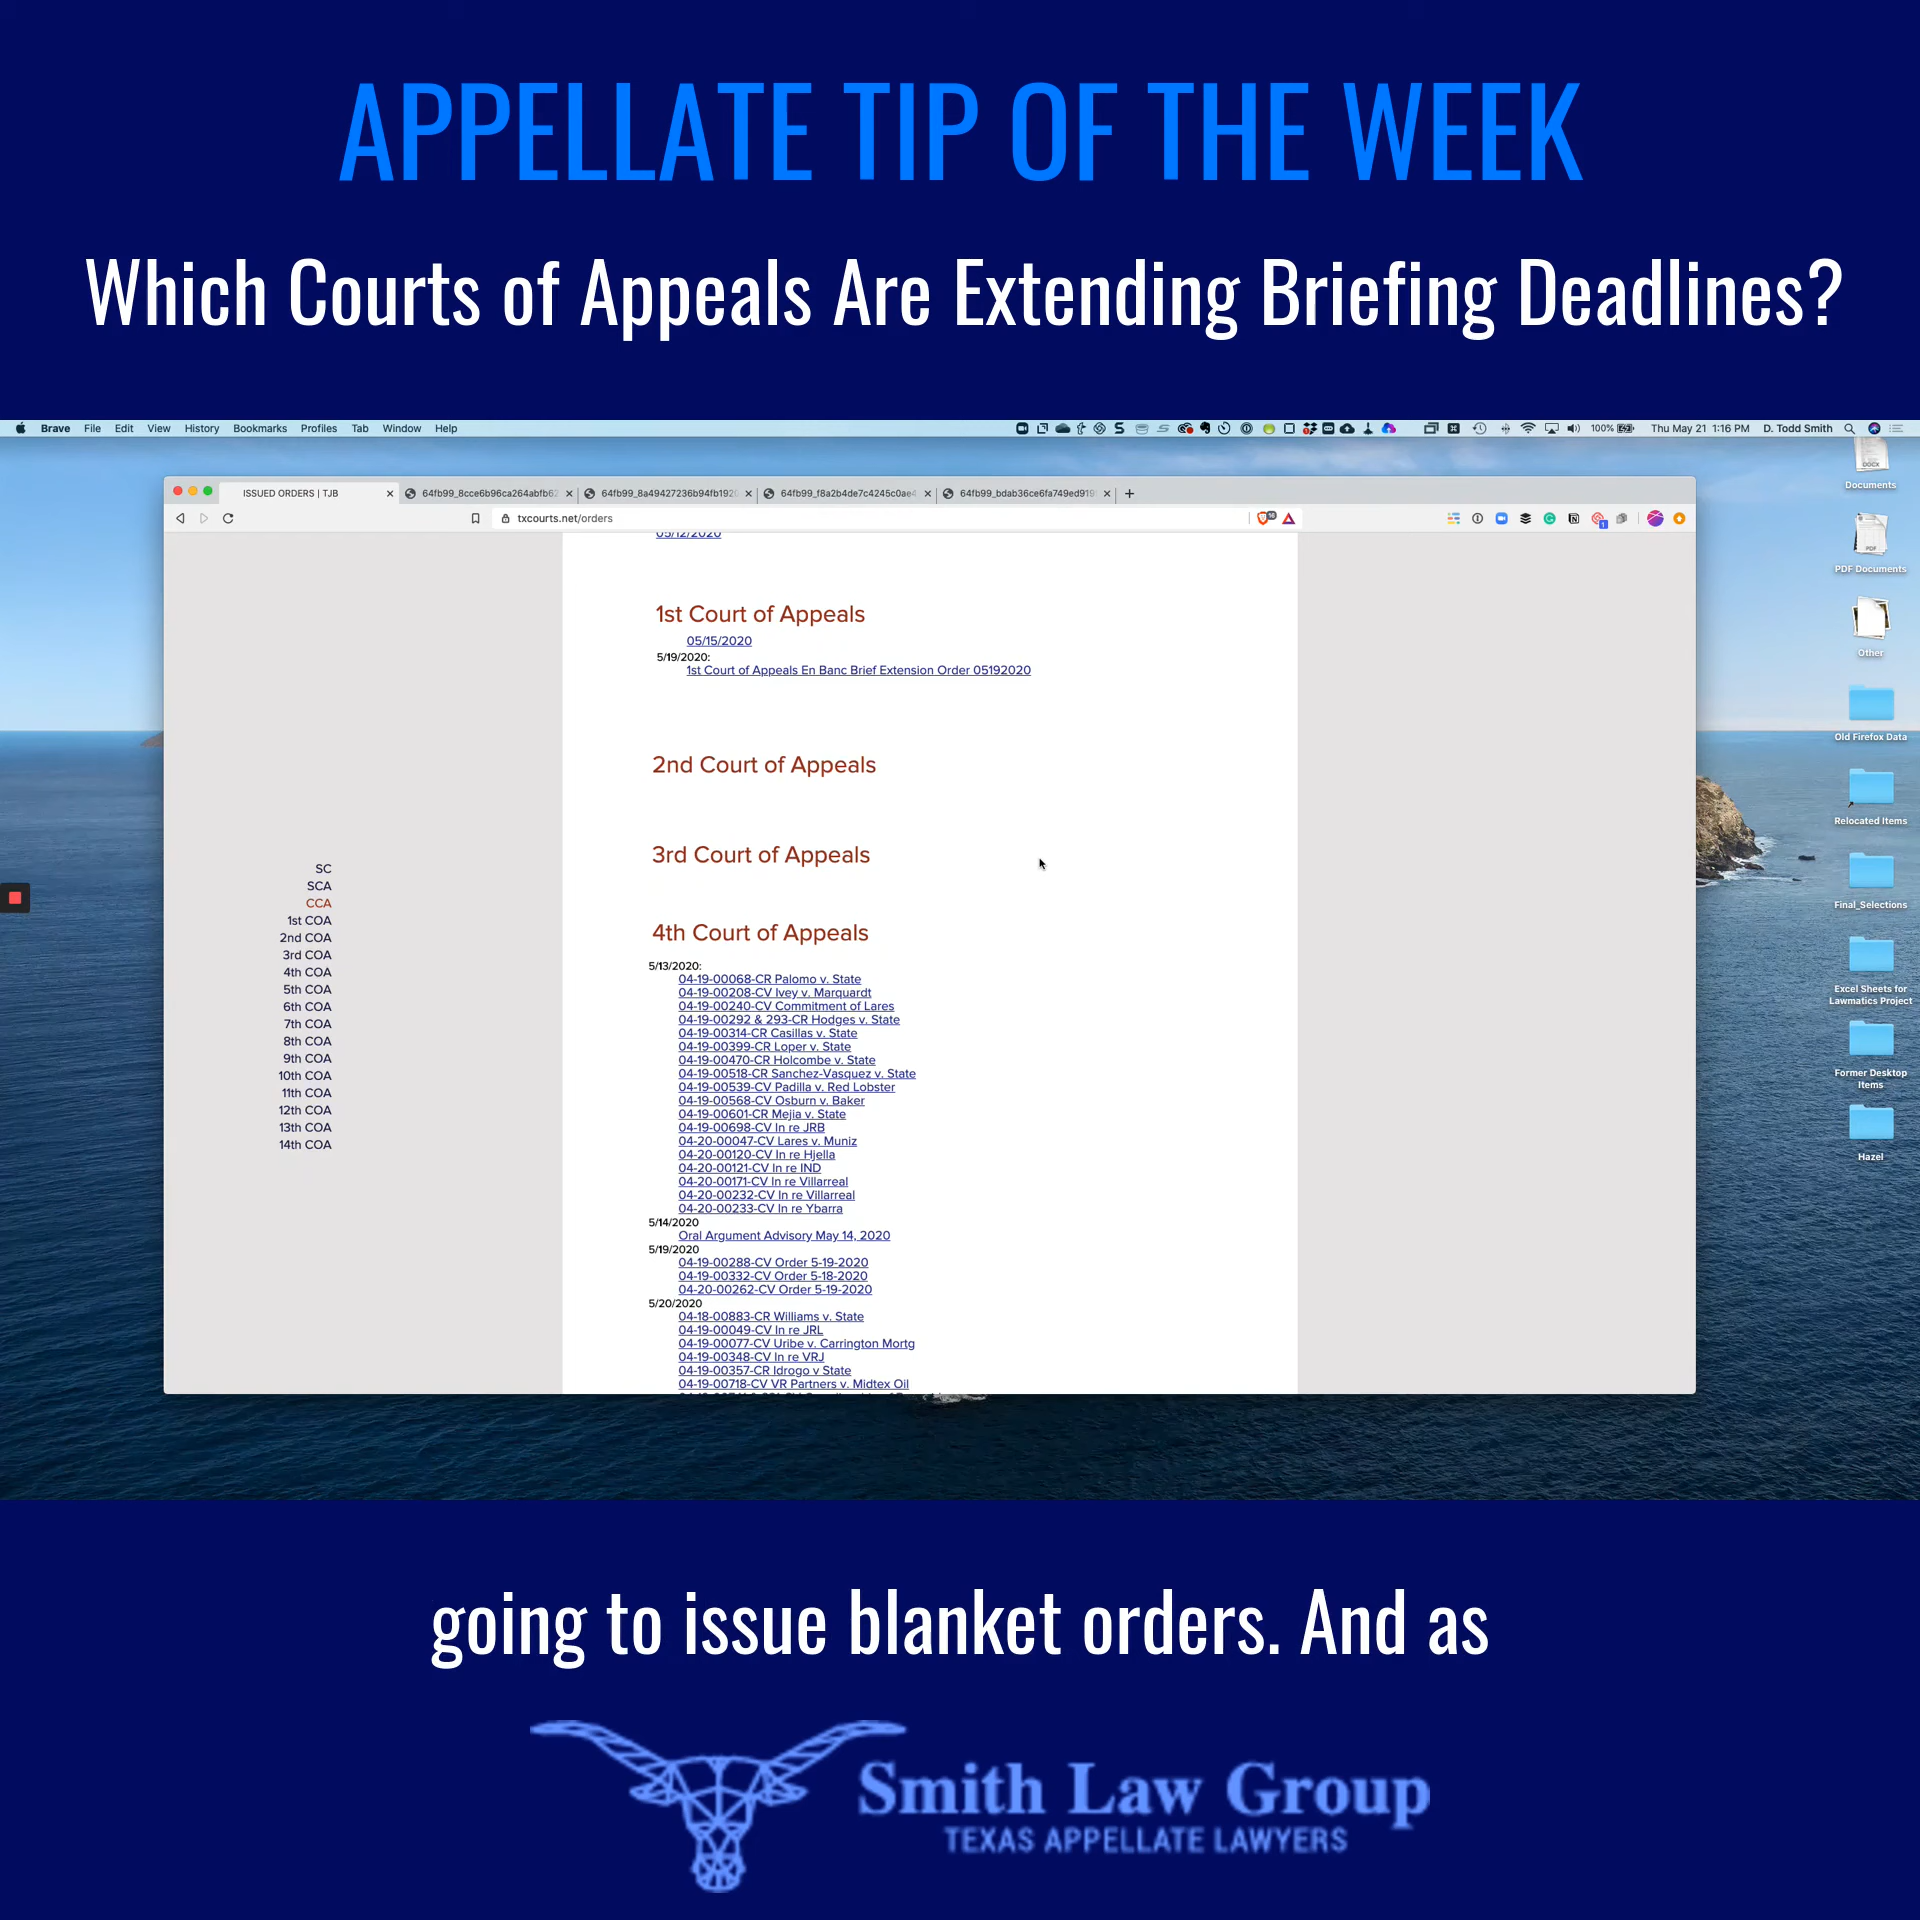 APPELLATE TIP OF THE WEEK
Which Courts of Appeals Are Extending Briefing Deadlines?
Brave File Edit View History Bookmarks Profiles Tab Window Help
100% Thu May 21 1:16 PM D. Todd Smith
ISSUED ORDERS | TJB
64fb99_8cce6b96ca264abfb62
64fb99_8a49427236b94fb192
64fb99_f8a2b4de7c4245c0ae4
64fb99_bdab36ce6fa749ed919
txcourts.net/orders
05/12/2020
1st Court of Appeals
05/15/2020
5/19/2020:
1st Court of Appeals En Banc Brief Extension Order 05192020
2nd Court of Appeals
3rd Court of Appeals
4th Court of Appeals
5/13/2020:
04-19-00068-CR Palomo v. State
04-19-00208-CV Ivey v. Marquardt
04-19-00240-CV Commitment of Lares
04-19-00292 & 293-CR Hodges v. State
04-19-00314-CR Casillas v. State
04-19-00399-CR Loper v. State
04-19-00470-CR Holcombe v. State
04-19-00518-CR Sanchez-Vasquez v. State
04-19-00539-CV Padilla v. Red Lobster
04-19-00568-CV Osburn v. Baker
04-19-00601-CR Mejia v. State
04-19-00698-CV In re JRB
04-20-00047-CV Lares v. Muniz
04-20-00120-CV In re Hjella
04-20-00121-CV In re IND
04-20-00171-CV In re Villarreal
04-20-00232-CV In re Villarreal
04-20-00233-CV In re Ybarra
5/14/2020
Oral Argument Advisory May 14, 2020
5/19/2020
04-19-00288-CV Order 5-19-2020
04-19-00332-CV Order 5-18-2020
04-20-00262-CV Order 5-19-2020
5/20/2020
04-18-00883-CR Williams v. State
04-19-00049-CV In re JRL
04-19-00077-CV Uribe v. Carrington Mortg
04-19-00348-CV In re VRJ
04-19-00357-CR Idrogo v State
04-19-00718-CV VR Partners v. Midtex Oil
SC
SCA
CCA
1st COA
2nd COA
3rd COA
4th COA
5th COA
6th COA
7th COA
8th COA
9th COA
10th COA
11th COA
12th COA
13th COA
14th COA
Documents
PDF Documents
Other
Old Firefox Data
Relocated Items
Final_Selections
Excel Sheets for
Lawmatics Project
Former Desktop
Items
Hazel
going to issue blanket orders. And as
Smith Law Group
TEXAS APPELLATE LAWYERS